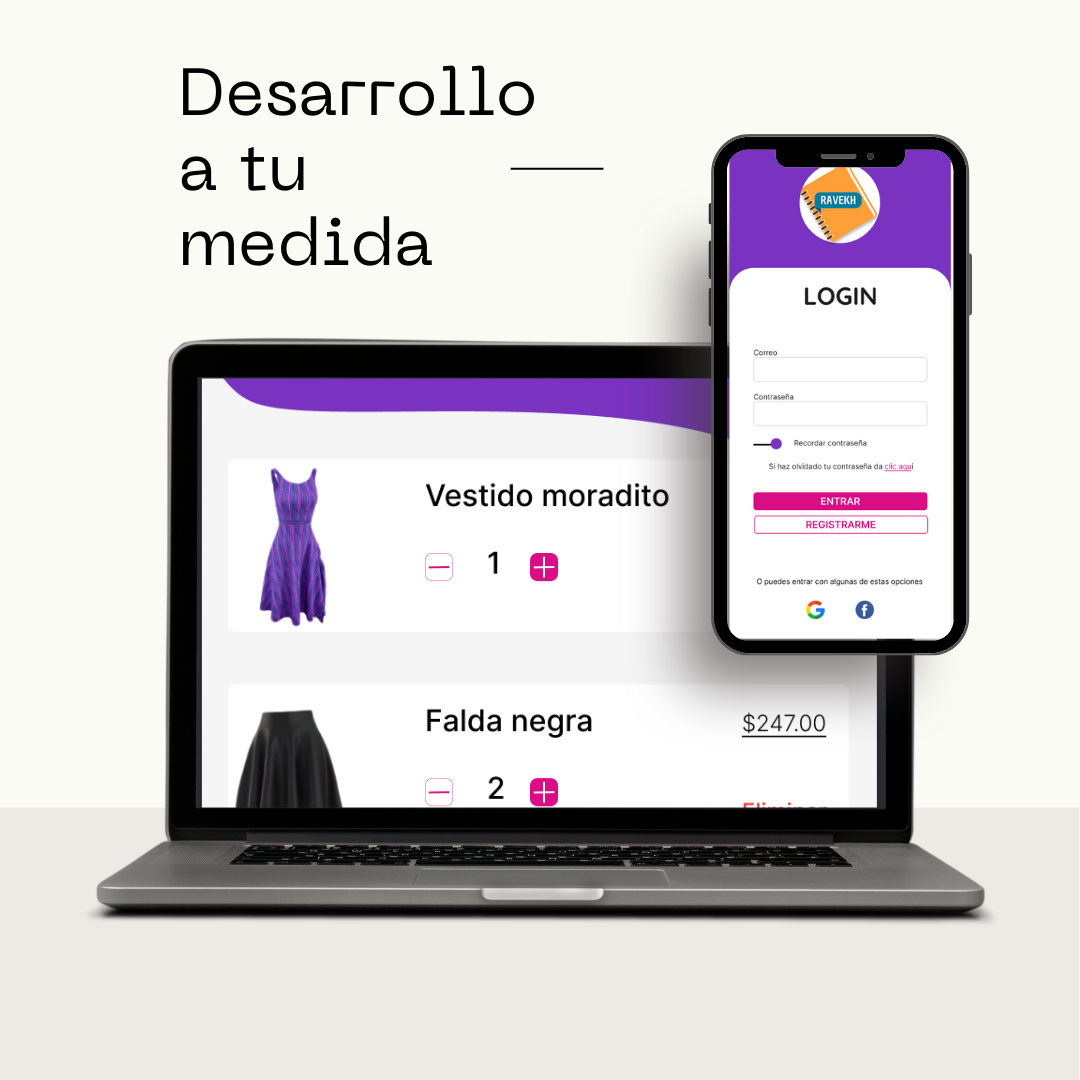 Desarrollo
a tu
medida
RAVEKH
LOGIN
Correo
Contraseña
Recordar contraseña
Si haz olvidado tu contraseña da clic aquí
ENTRAR
REGISTRARME
O puedes entrar con algunas de estas opciones
Vestido moradito
1
Falda negra
$247.00
2
Eliminar